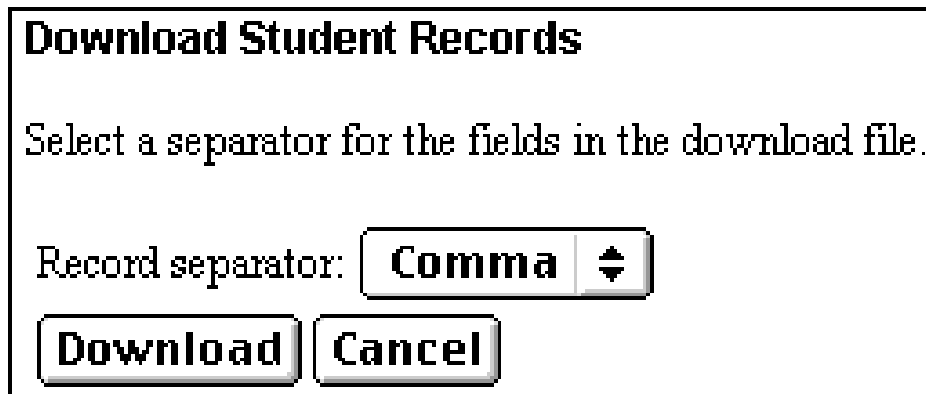 Download Student Records
Select a separator for the fields in the download file.
Record separator: Comma
Download Cancel